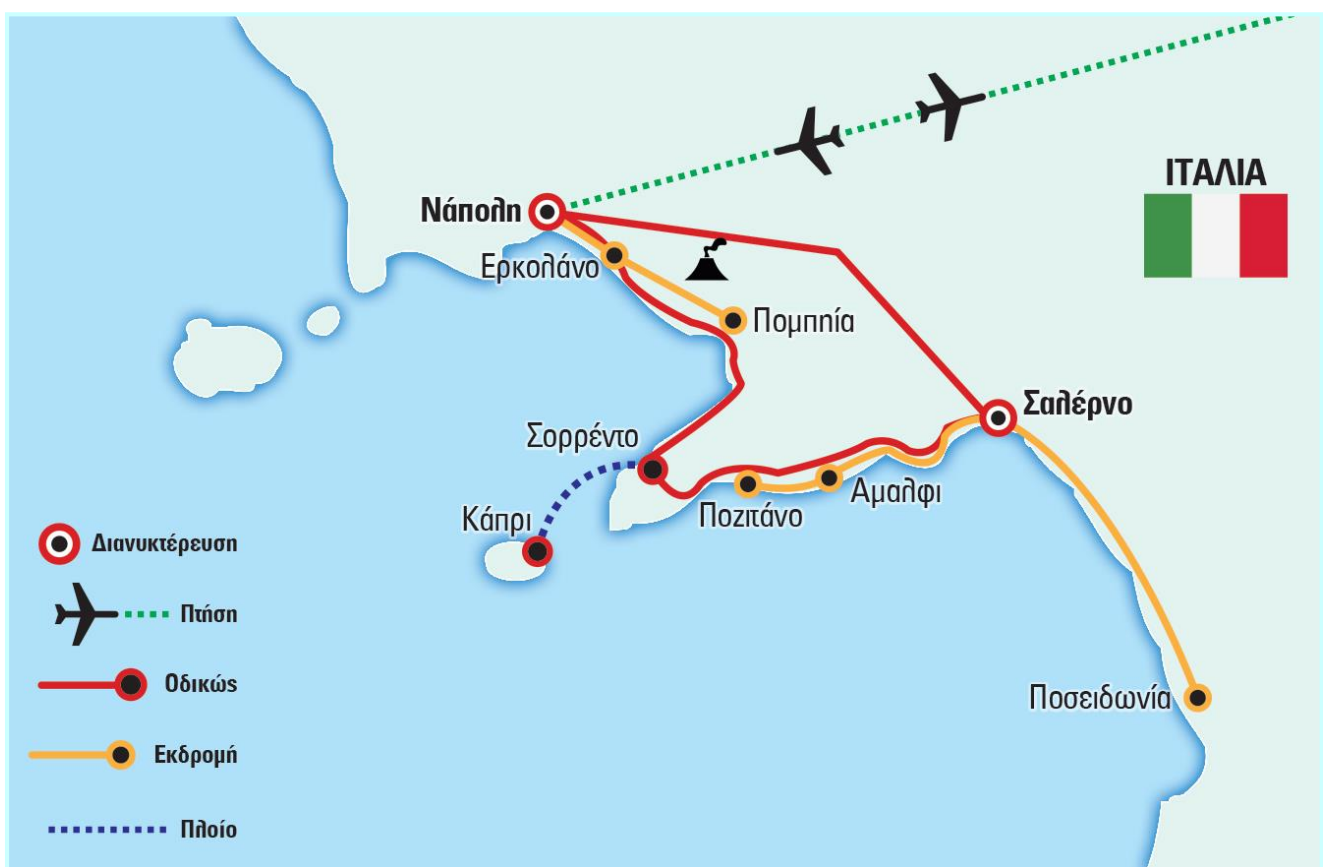 ΙΤΑΛΙΑ
Νάπολη
Ερκολάνο
Πομπηία
Σαλέρνο
Σορρέντο
Κάπρι
Ποζιτάνο
Αμαλφι
Ποσειδωνία
Διανυκτέρευση
Πτήση
Οδικώς
Εκδρομή
Πλοίο